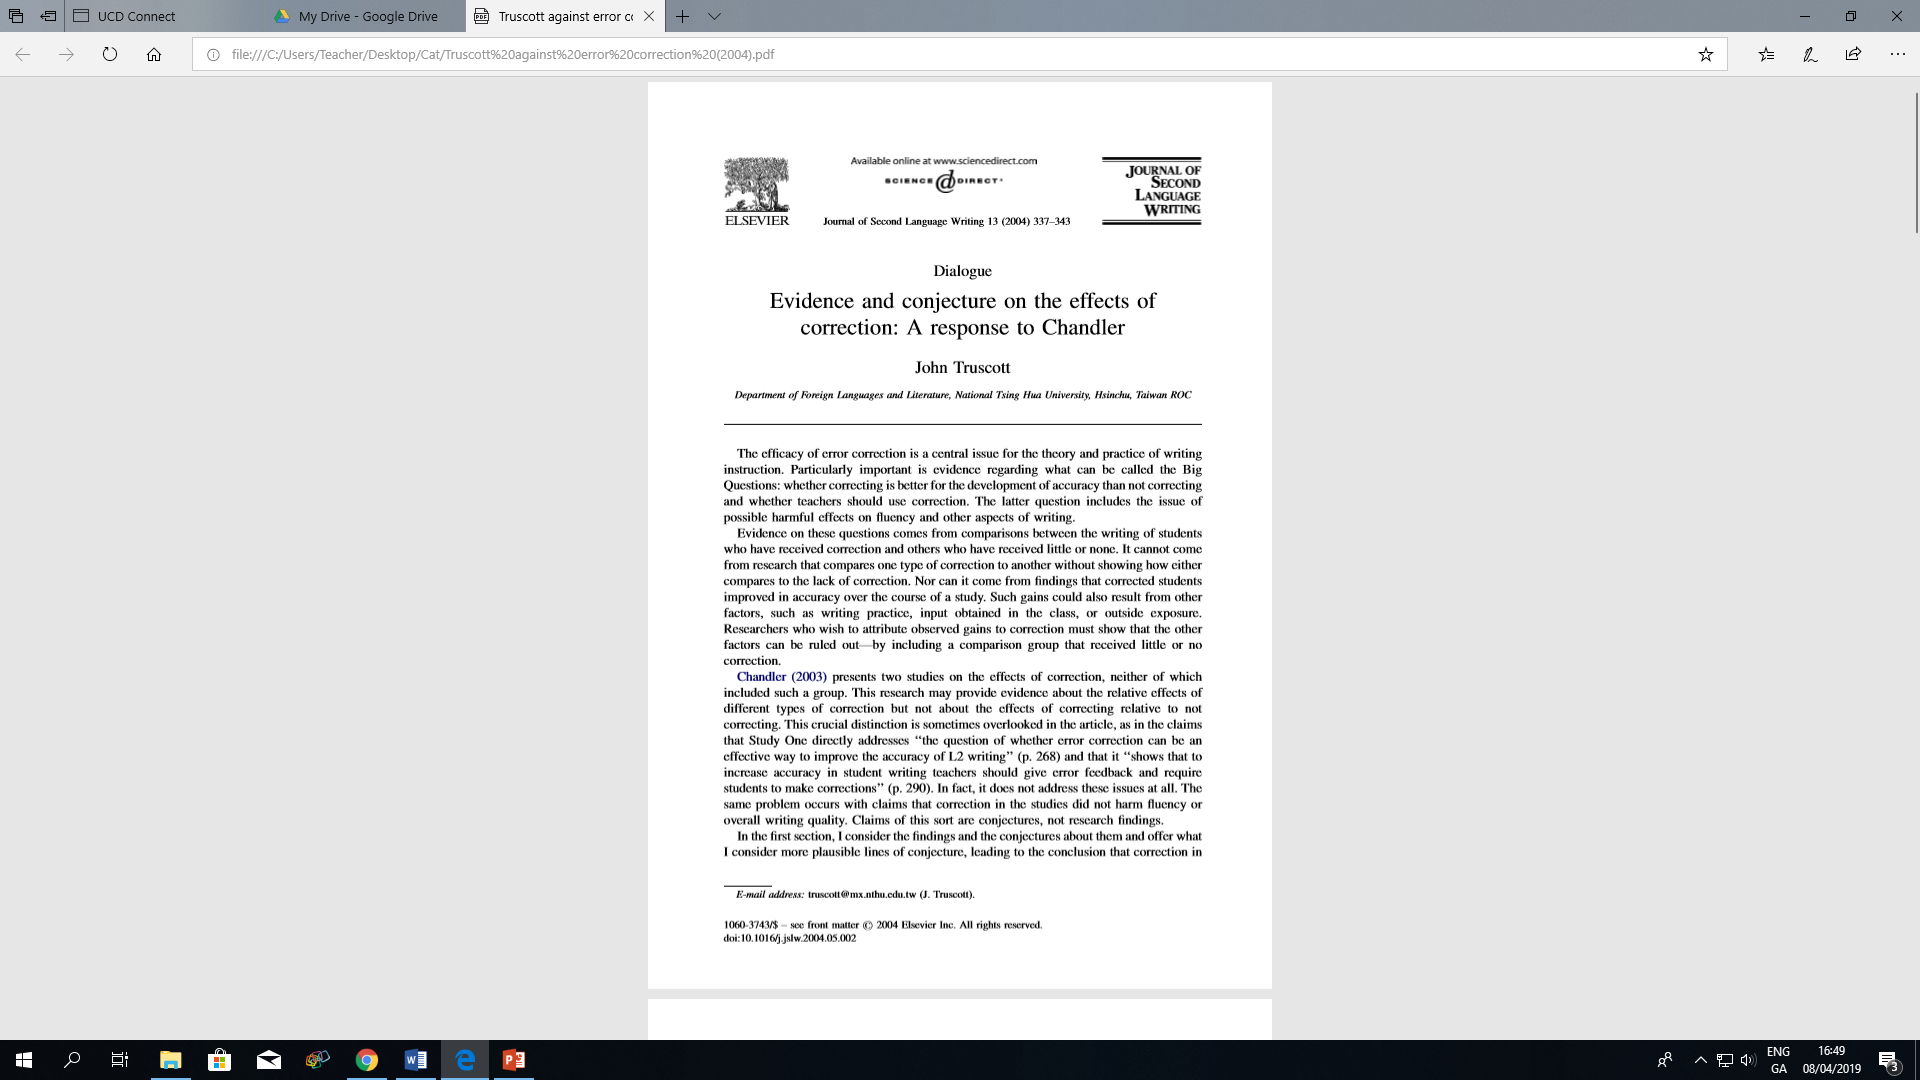 UCD Connect
My Drive - Google Drive
Truscott against error co
file:///C:/Users/Teacher/Desktop/Cat/Truscott%20against%20error%20correction%20(2004).pdf
ELSEVIER
Available online at www.sciencedirect.com
SCIENCE @ DIRECT®
Journal of Second Language Writing 13 (2004) 337–343
JOURNAL OF
SECOND
LANGUAGE
WRITING
Dialogue
Evidence and conjecture on the effects of
correction: A response to Chandler
John Truscott
Department of Foreign Languages and Literature, National Tsing Hua University, Hsinchu, Taiwan ROC
The efficacy of error correction is a central issue for the theory and practice of writing
instruction. Particularly important is evidence regarding what can be called the Big
Questions: whether correcting is better for the development of accuracy than not correcting
and whether teachers should use correction. The latter question includes the issue of
possible harmful effects on fluency and other aspects of writing.
Evidence on these questions comes from comparisons between the writing of students
who have received correction and others who have received little or none. It cannot come
from research that compares one type of correction to another without showing how either
compares to the lack of correction. Nor can it come from findings that corrected students
improved in accuracy over the course of a study. Such gains could also result from other
factors, such as writing practice, input obtained in the class, or outside exposure.
Researchers who wish to attribute observed gains to correction must show that the other
factors can be ruled out—by including a comparison group that received little or no
correction.
Chandler (2003) presents two studies on the effects of correction, neither of which
included such a group. This research may provide evidence about the relative effects of
different types of correction but not about the effects of correcting relative to not
correcting. This crucial distinction is sometimes overlooked in the article, as in the claims
that Study One directly addresses “the question of whether error correction can be an
effective way to improve the accuracy of L2 writing” (p. 268) and that it “shows that to
increase accuracy in student writing teachers should give error feedback and require
students to make corrections” (p. 290). In fact, it does not address these issues at all. The
same problem occurs with claims that correction in the studies did not harm fluency or
overall writing quality. Claims of this sort are conjectures, not research findings.
In the first section, I consider the findings and the conjectures about them and offer what
I consider more plausible lines of conjecture, leading to the conclusion that correction in
E-mail address: truscott@mx.nthu.edu.tw (J. Truscott).
1060-3743/$ – see front matter © 2004 Elsevier Inc. All rights reserved.
doi:10.1016/j.jslw.2004.05.002
ENG
GA
16:49
08/04/2019
3